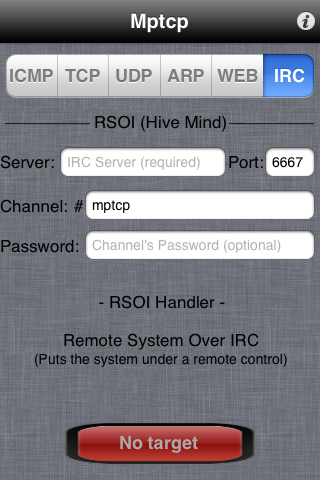 Mptcp
ICMP TCP UDP ARP WEB IRC
RSOI (Hive Mind)
Server: IRC Server (required) Port: 6667
Channel: # mptcp
Password: Channel's Password (optional)
- RSOI Handler -
Remote System Over IRC
(Puts the system under a remote control)
No target